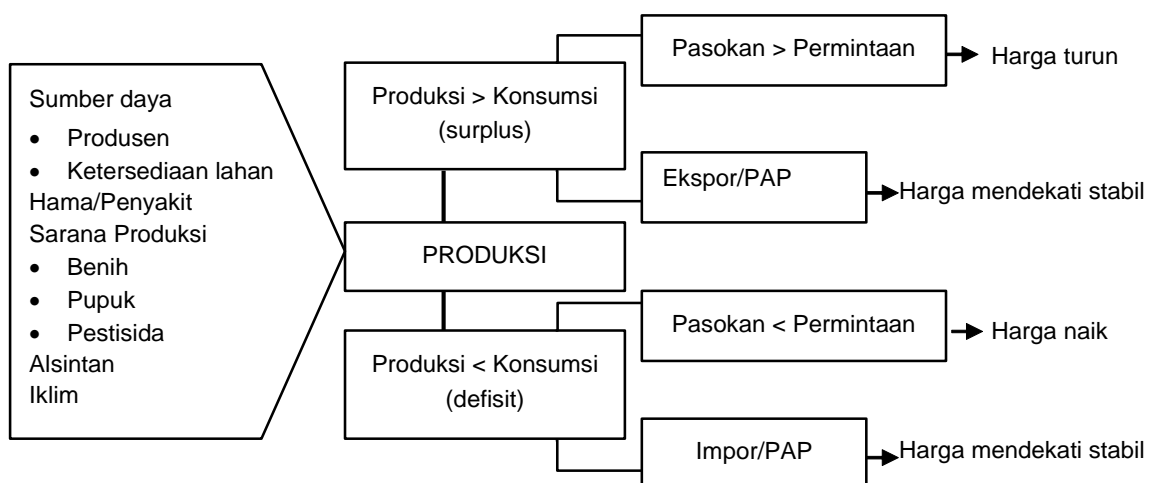 Sumber daya
• Produsen
• Ketersediaan lahan
Hama/Penyakit
Sarana Produksi
• Benih
• Pupuk
• Pestisida
Alsintan
Iklim
Produksi > Konsumsi
(surplus)
PRODUKSI
Produksi < Konsumsi
(defisit)
Pasokan > Permintaan
Harga turun
Ekspor/PAP
Harga mendekati stabil
Pasokan < Permintaan
Harga naik
Impor/PAP
Harga mendekati stabil